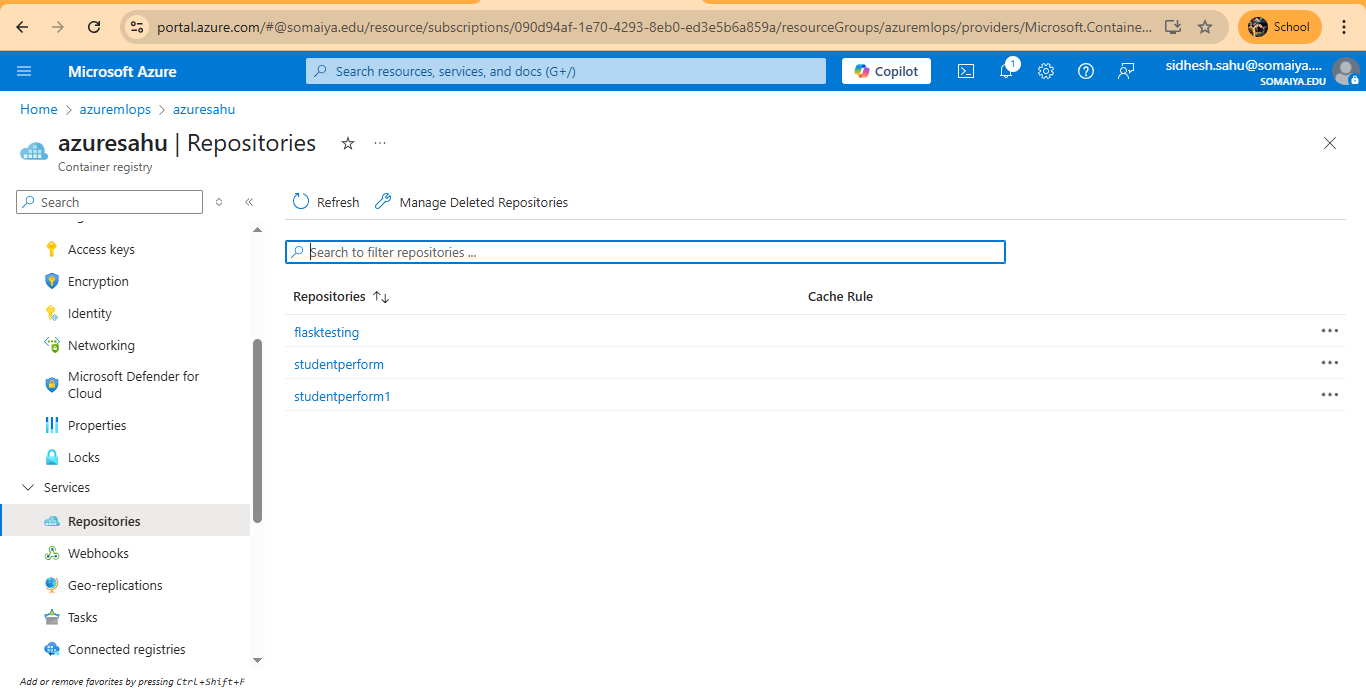 portal.azure.com/#@somaiya.edu/resource/subscriptions/090d94af-1e70-4293-8eb0-ed3e5b6a859a/resourceGroups/azuremlops/providers/Microsoft.Containe...
School
Microsoft Azure
Search resources, services, and docs (G+/)
Copilot
1
sidhesh.sahu@somaiya....
SOMAIYA.EDU
Home > azuremlops > azuresahu
azuresahu | Repositories
Container registry
Search
Refresh
Manage Deleted Repositories
Access keys
Encryption
Identity
Networking
Microsoft Defender for
Cloud
Properties
Locks
Services
Repositories
Webhooks
Geo-replications
Tasks
Connected registries
Add or remove favorites by pressing Ctrl+Shift+F
Search to filter repositories ...
Repositories ↑↓ Cache Rule
flasktesting
studentperform
studentperform1